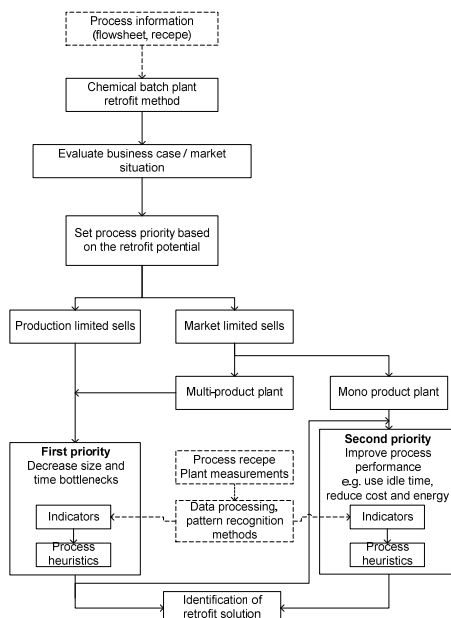 Process information
(flowsheet, recepe)
Chemical batch plant
retrofit method
Evaluate business case / market
situation
Set process priority based
on the retrofit potential
Production limited sells
Market limited sells
Multi-product plant
Mono product plant
First priority
Decrease size and
time bottlenecks
Indicators
Process
heuristics
Process recepe
Plant measurements
Data processing,
pattern recognition
methods
Second priority
Improve process
performance
e.g. use idle time,
reduce cost and energy
Indicators
Process
heuristics
Identification of
retrofit solution